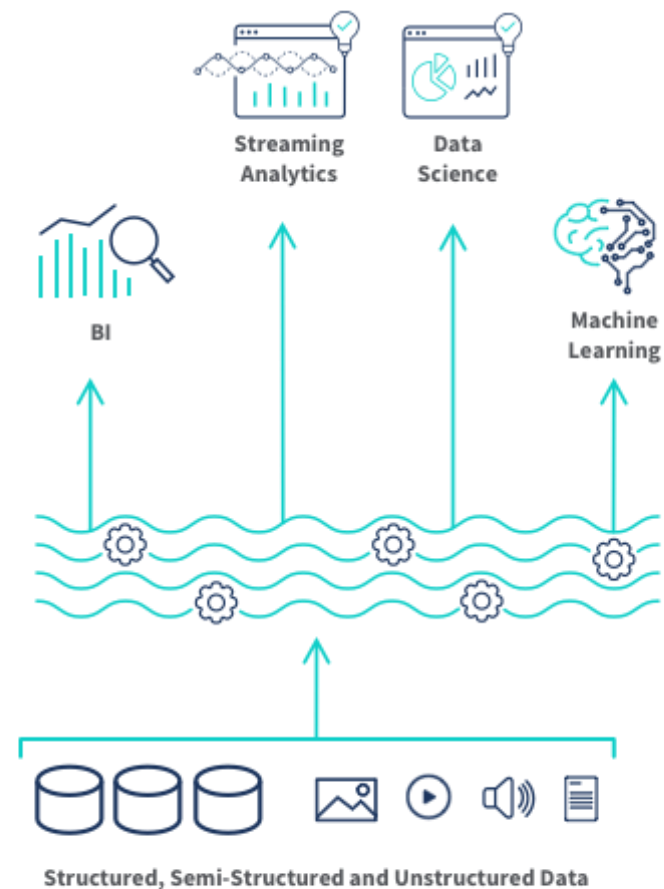 Streaming
Analytics
Data
Science
BI
Machine
Learning
Structured, Semi-Structured and Unstructured Data